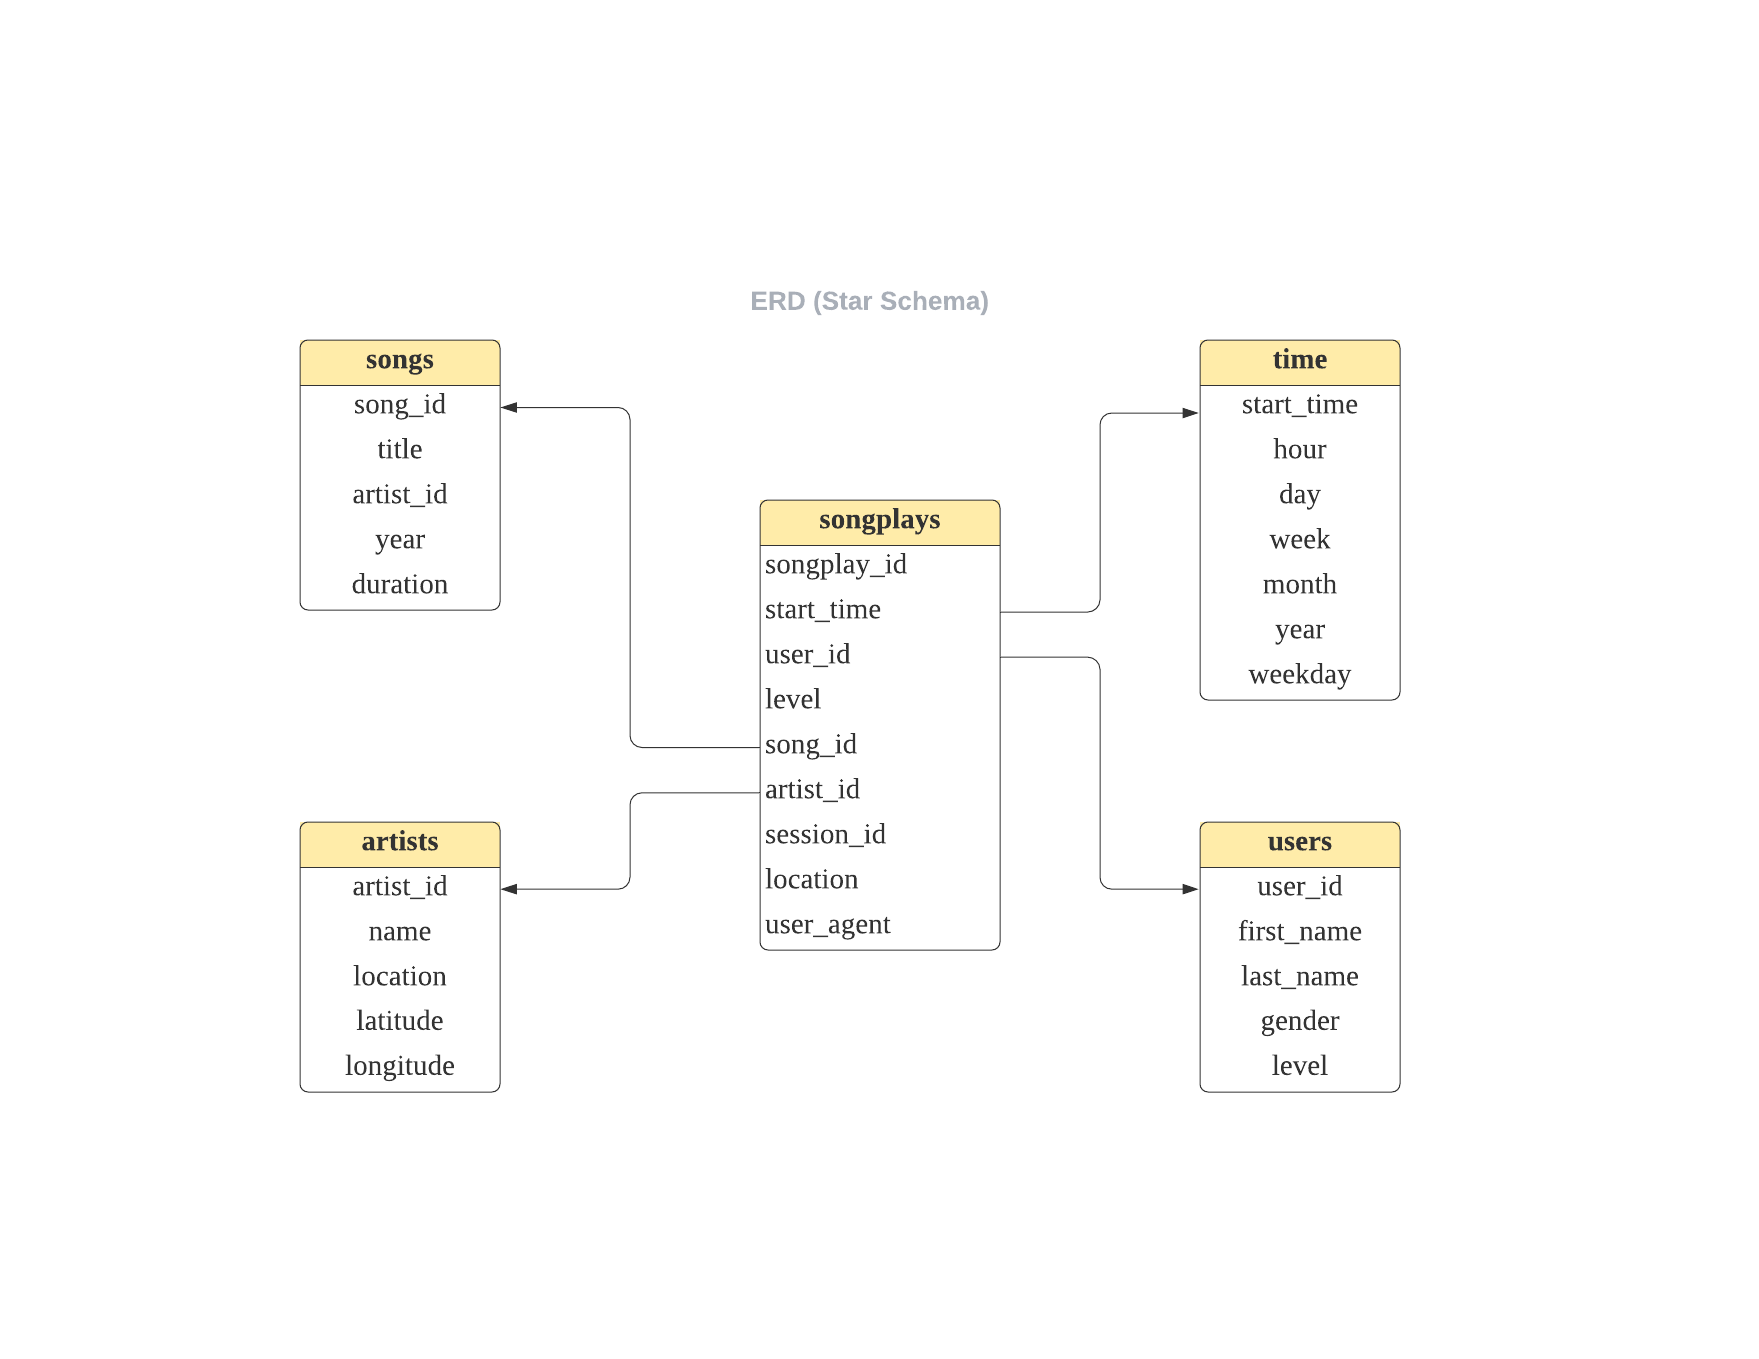 ERD (Star Schema)
songs
song_id
title
artist_id
year
duration
artists
artist_id
name
location
latitude
longitude
songplays
songplay_id
start_time
user_id
level
song_id
artist_id
session_id
location
user_agent
time
start_time
hour
day
week
month
year
weekday
users
user_id
first_name
last_name
gender
level